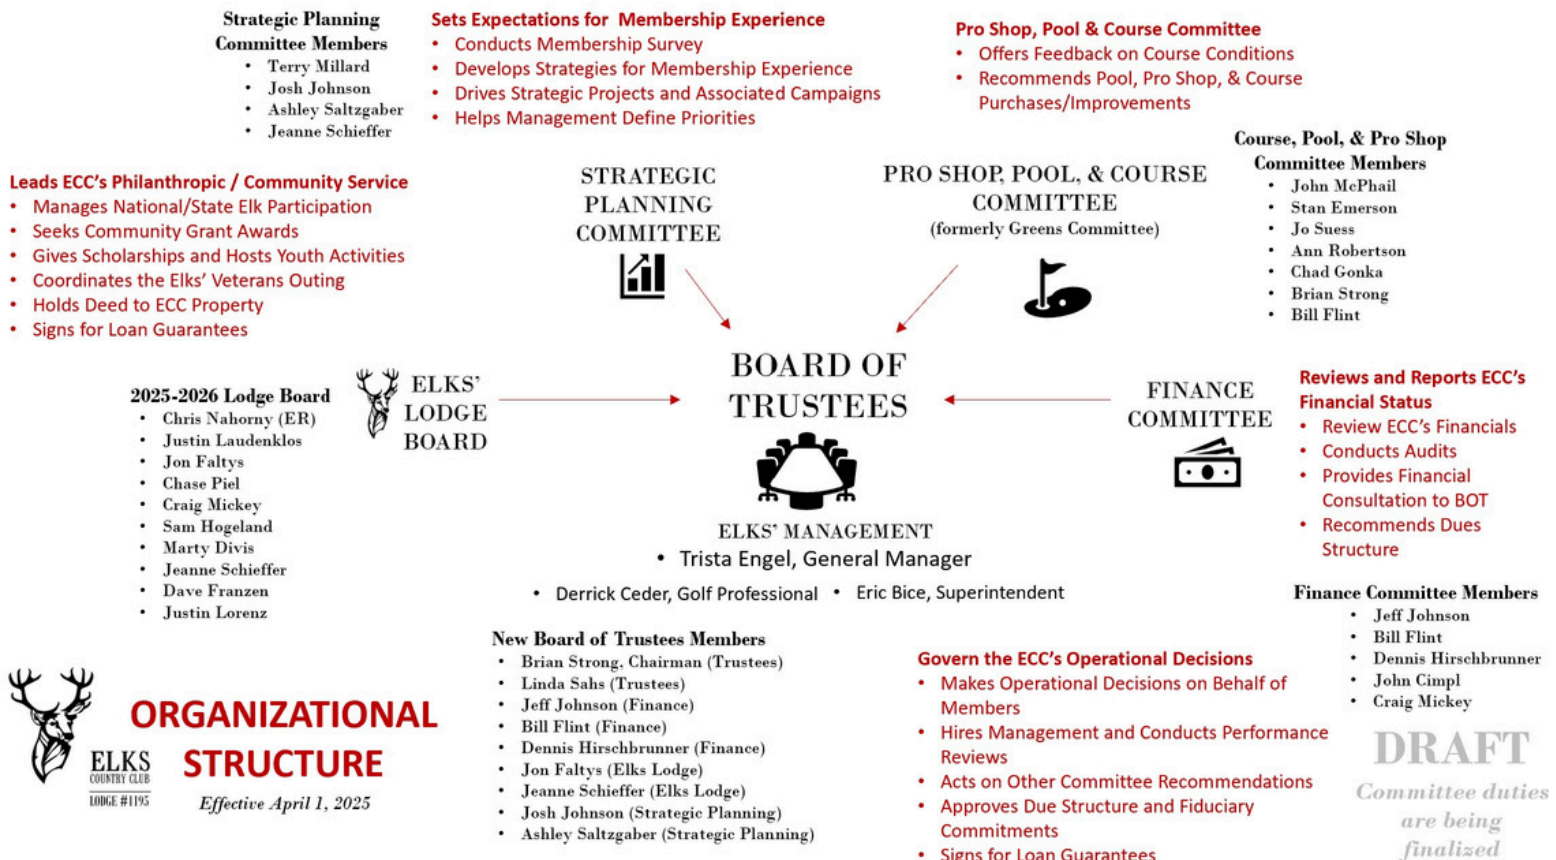 Strategic Planning
Committee Members
• Terry Millard
• Josh Johnson
• Ashley Saltzgaber
• Jeanne Schieffer
Sets Expectations for Membership Experience
• Conducts Membership Survey
• Develops Strategies for Membership Experience
• Drives Strategic Projects and Associated Campaigns
• Helps Management Define Priorities
Pro Shop, Pool & Course Committee
• Offers Feedback on Course Conditions
• Recommends Pool, Pro Shop, & Course
Purchases/Improvements
Course, Pool, & Pro Shop
Committee Members
• John McPhail
• Stan Emerson
• Jo Suess
• Ann Robertson
• Chad Gonka
• Brian Strong
• Bill Flint
Leads ECC's Philanthropic / Community Service
• Manages National/State Elk Participation
• Seeks Community Grant Awards
• Gives Scholarships and Hosts Youth Activities
• Coordinates the Elks' Veterans Outing
• Holds Deed to ECC Property
• Signs for Loan Guarantees
STRATEGIC
PLANNING
COMMITTEE
PRO SHOP, POOL, & COURSE
COMMITTEE
(formerly Greens Committee)
2025-2026 Lodge Board
• Chris Nahorny (ER)
• Justin Laudenklos
• Jon Faltys
• Chase Piel
• Craig Mickey
• Sam Hogeland
• Marty Divis
• Jeanne Schieffer
• Dave Franzen
• Justin Lorenz
ELKS'
LODGE
BOARD
BOARD OF
TRUSTEES
FINANCE
COMMITTEE
Reviews and Reports ECC's
Financial Status
• Review ECC's Financials
• Conducts Audits
• Provides Financial
Consultation to BOT
• Recommends Dues
Structure
ELKS' MANAGEMENT
• Trista Engel, General Manager
• Derrick Ceder, Golf Professional • Eric Bice, Superintendent
Finance Committee Members
• Jeff Johnson
• Bill Flint
• Dennis Hirschbrunner
• John Cimpl
• Craig Mickey
New Board of Trustees Members
• Brian Strong, Chairman (Trustees)
• Linda Sahs (Trustees)
• Jeff Johnson (Finance)
• Bill Flint (Finance)
• Dennis Hirschbrunner (Finance)
• Jon Faltys (Elks Lodge)
• Jeanne Schieffer (Elks Lodge)
• Josh Johnson (Strategic Planning)
• Ashley Saltzgaber (Strategic Planning)
Govern the ECC's Operational Decisions
• Makes Operational Decisions on Behalf of
Members
• Hires Management and Conducts Performance
Reviews
• Acts on Other Committee Recommendations
• Approves Due Structure and Fiduciary
Commitments
• Signs for Loan Guarantees
ELKS
COUNTRY CLUB
LODGE #1195
ORGANIZATIONAL
STRUCTURE
Effective April 1, 2025
DRAFT
Committee duties
are being
finalized